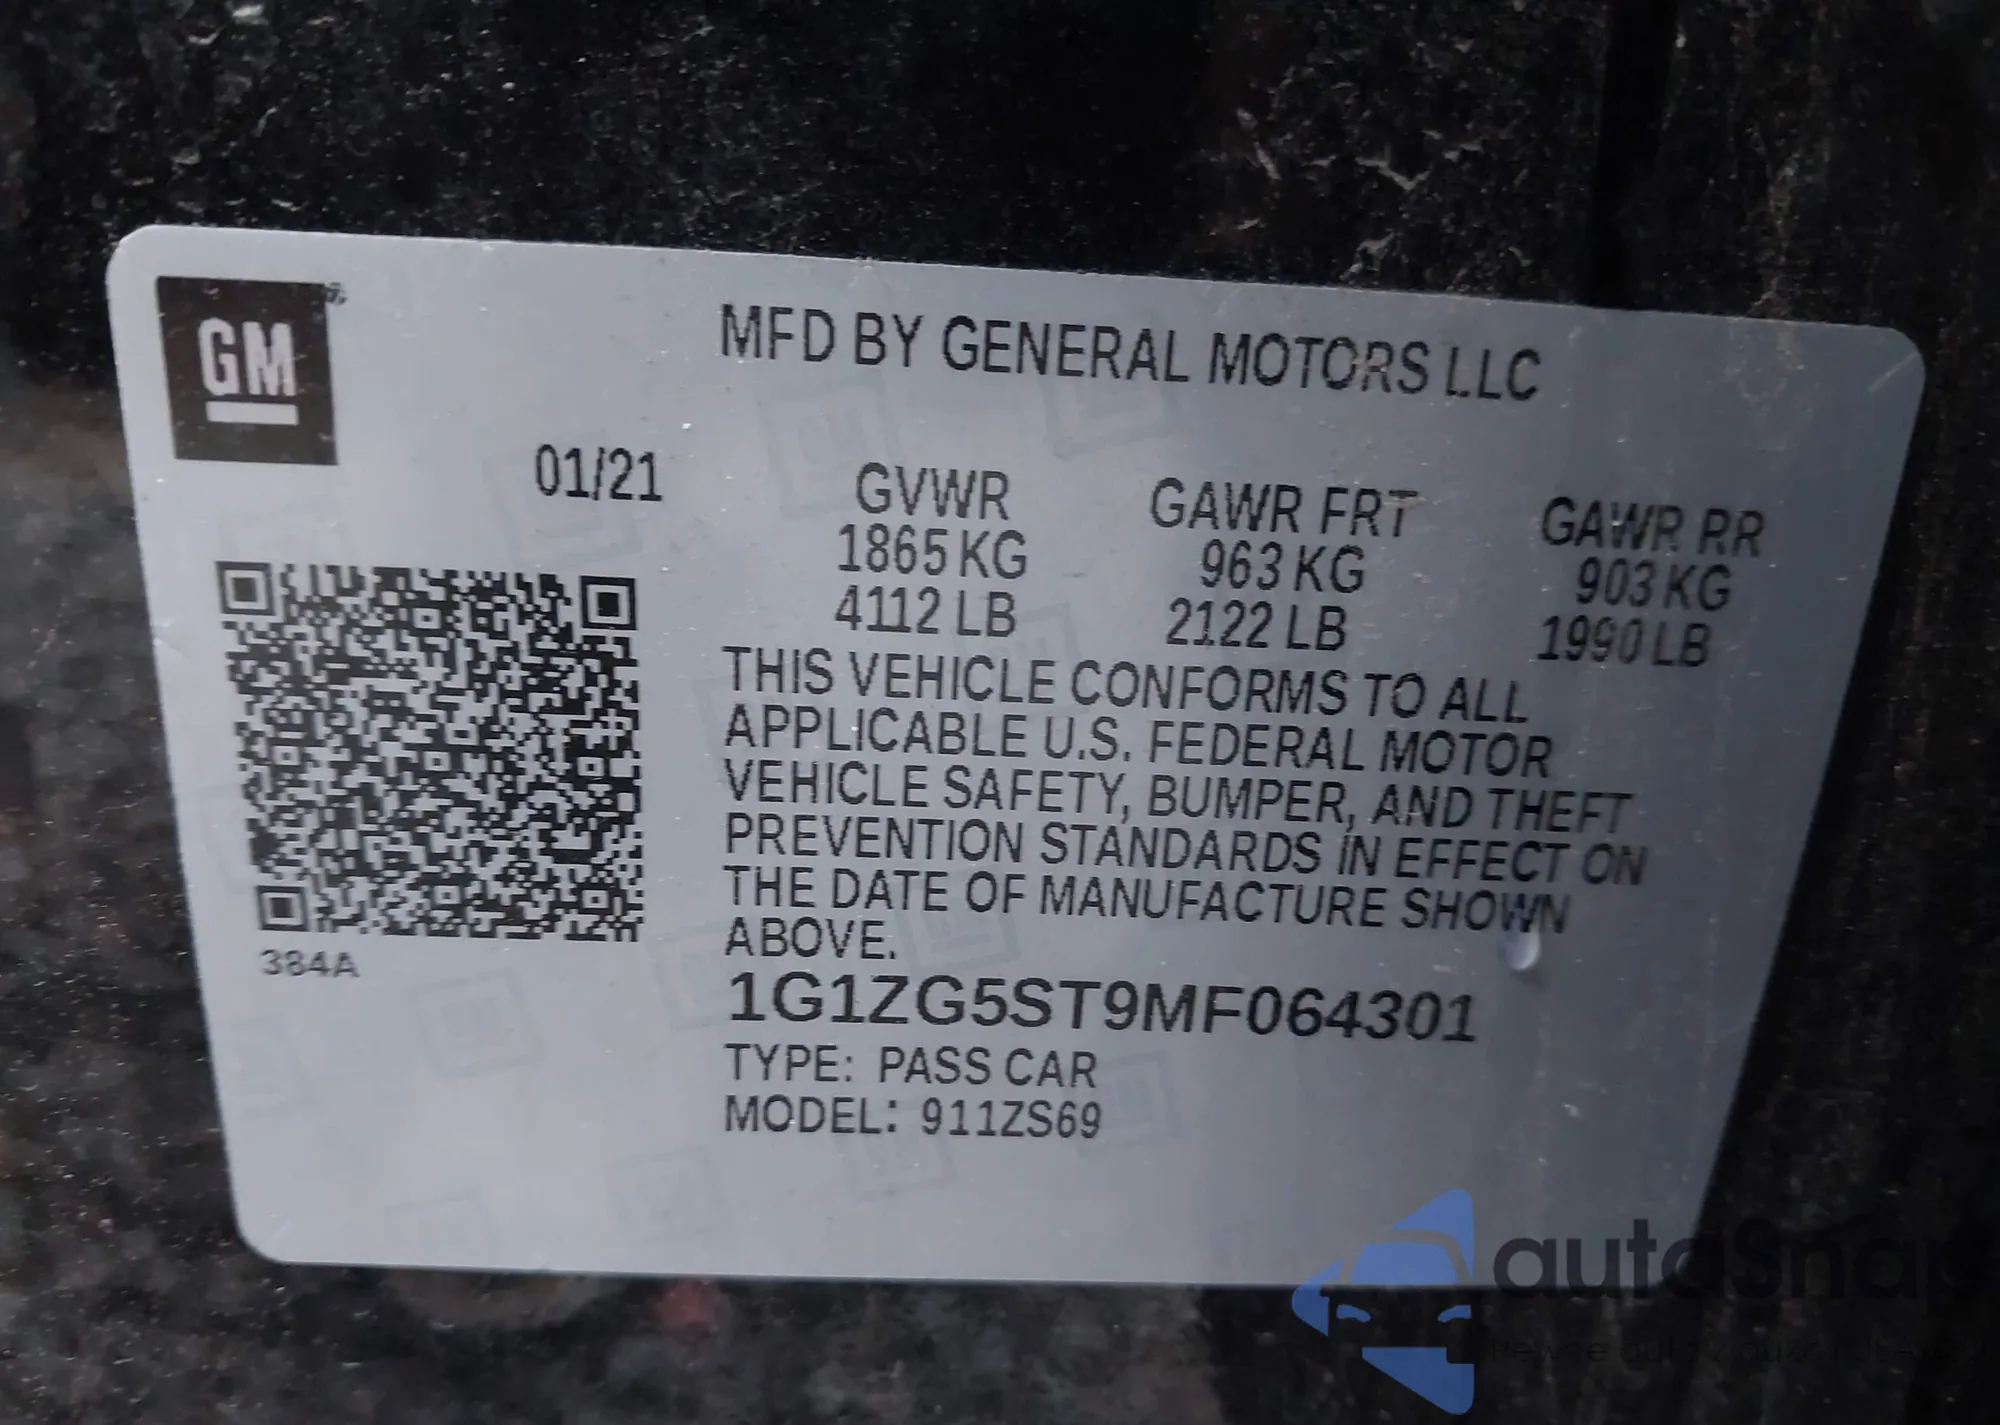 GM
MFD BY GENERAL MOTORS LLC
01/21
GVWR GAWR FRT GAWR RR
1865 KG 963 KG 903 KG
4112 LB 2122 LB 1990 LB
THIS VEHICLE CONFORMS TO ALL
APPLICABLE U.S. FEDERAL MOTOR
VEHICLE SAFETY, BUMPER, AND THEFT
PREVENTION STANDARDS IN EFFECT ON
THE DATE OF MANUFACTURE SHOWN
ABOVE.
384A
1G1ZG5ST9MF064301
TYPE: PASS CAR
MODEL: 911ZS69
autasnap